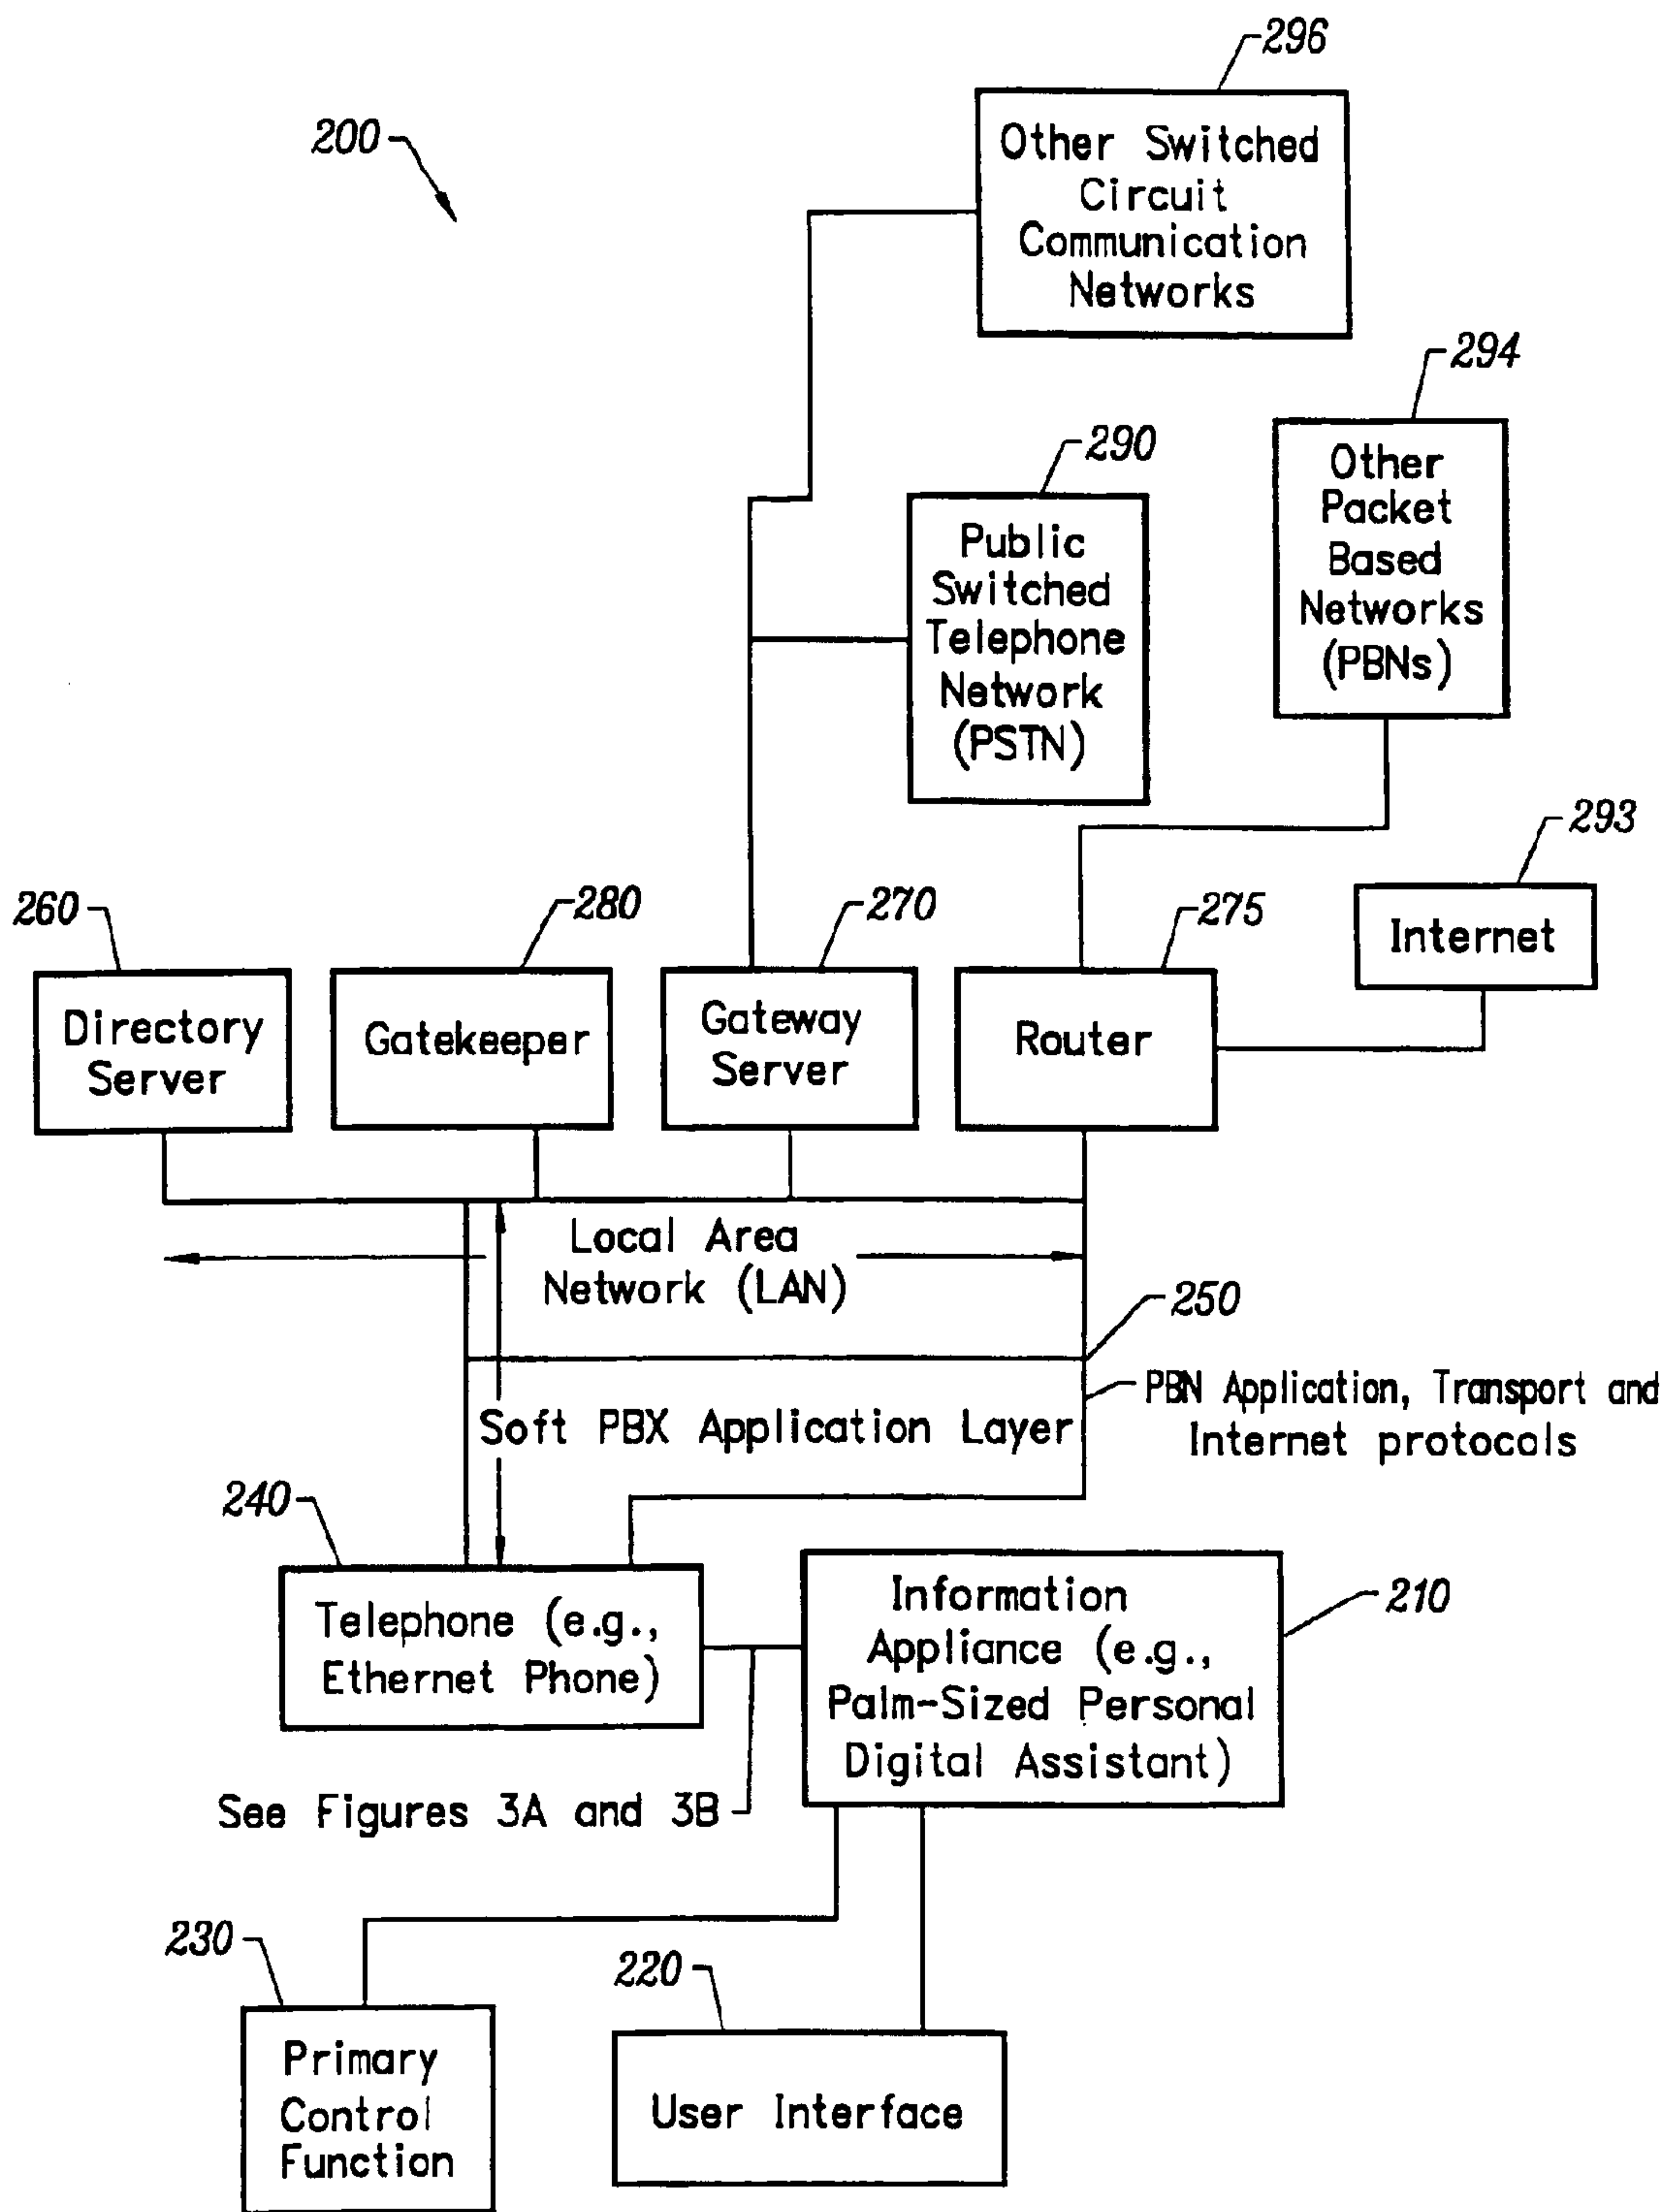 296
200
Other Switched
Circuit
Communication
Networks
294
290
Other
Packet
Based
Networks
(PBNs)
Public
Switched
Telephone
Network
(PSTN)
293
260
280
270
275
Internet
Directory
Server
Gatekeeper
Gateway
Server
Router
Local Area
Network (LAN)
250
PBN Application, Transport and
Internet protocals
Soft PBX Application Layer
240
210
Telephone (e.g.,
Ethernet Phone)
Information
Appliance (e.g.,
Palm-Sized Personal
Digital Assistant)
See Figures 3A and 3B
230
220
Primary
Control
Function
User Interface